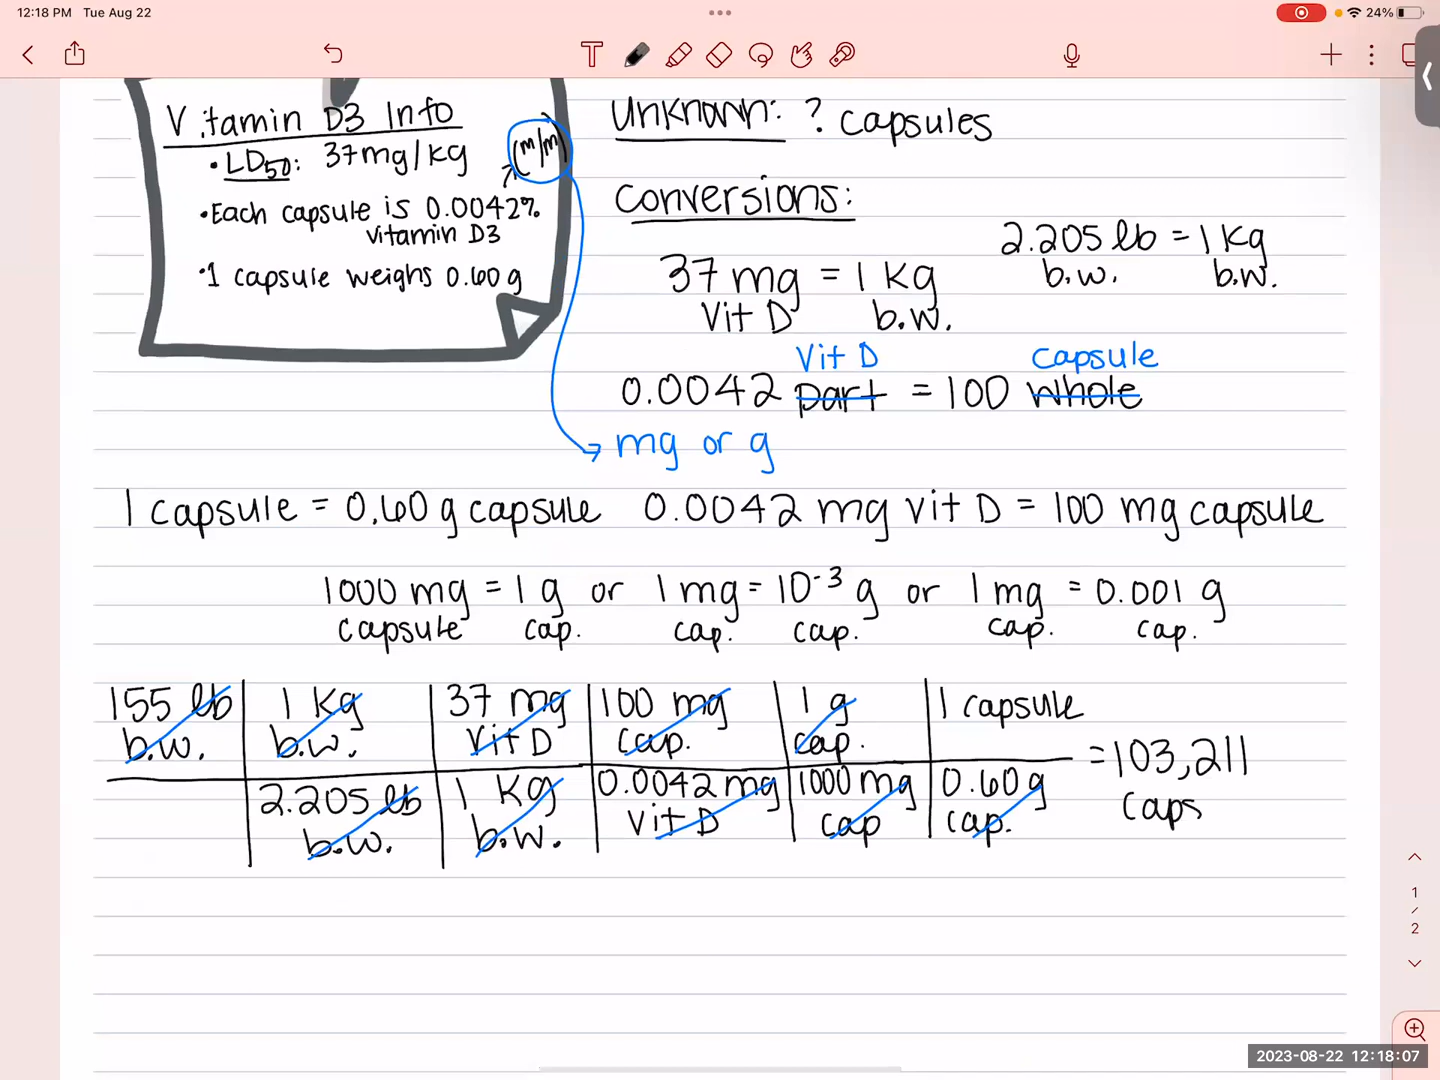 12:18 PM Tue Aug 22
24%
Vitamin D3 Info
• LD50: 37mg/kg (m/m)
• Each capsule is 0.0042%
vitamin D3
• 1 capsule weighs 0.60 g
Unknown: ? capsules
Conversions:
2.205 lb = 1 kg
b.w. b.w.
37 mg = 1 kg
Vit D b.w.
Vit D capsule
0.0042 part = 100 whole
mg or g
1 capsule = 0.60 g capsule 0.0042 mg vit D = 100 mg capsule
1000 mg = 1 g or 1 mg = 10-3 g or 1 mg = 0.001 g
capsule cap. cap. cap. cap. cap.
155 lb 1 kg 37 mg 100 mg 1 g 1 capsule
b.w. b.w. Vit D cap. cap.
= 103,211
caps
2.205 lb 1 kg 0.0042 mg 1000 mg 0.60 g
b.w. b.w. Vit D cap cap.
1
/
2
2023-08-22 12:18:07